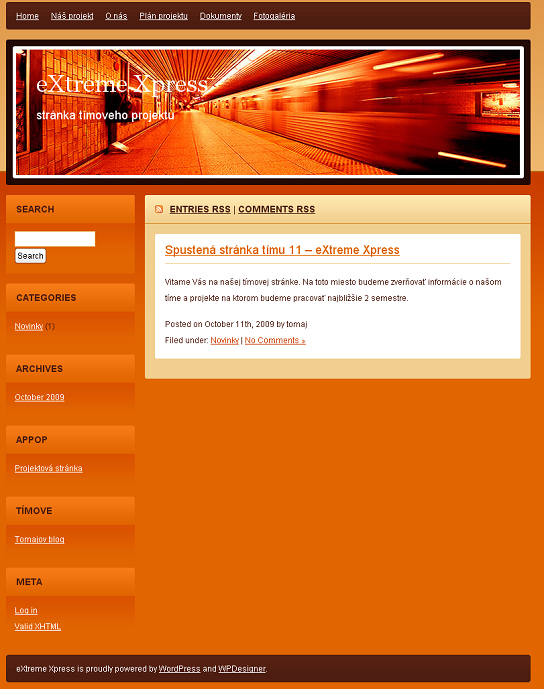 Home Náš projekt O nás Plán projektu Dokumenty Fotogaléria
eXtreme Xpress
stránka tímoveho projektu
SEARCH
Search
CATEGORIES
Novinky (1)
ARCHIVES
October 2009
APPOP
Projektová stránka
TÍMOVE
Tomajov blog
META
Log in
Valid XHTML
ENTRIES RSS | COMMENTS RSS
Spustená stránka tímu 11 – eXtreme Xpress
Vitame Vás na našej tímovej stránke. Na toto miesto budeme zverňovať informácie o našom
tíme a projekte na ktorom budeme pracovať najbližšie 2 semestre.
Posted on October 11th, 2009 by tomaj
Filed under: Novinky | No Comments »
eXtreme Xpress is proudly powered by WordPress and WPDesigner.